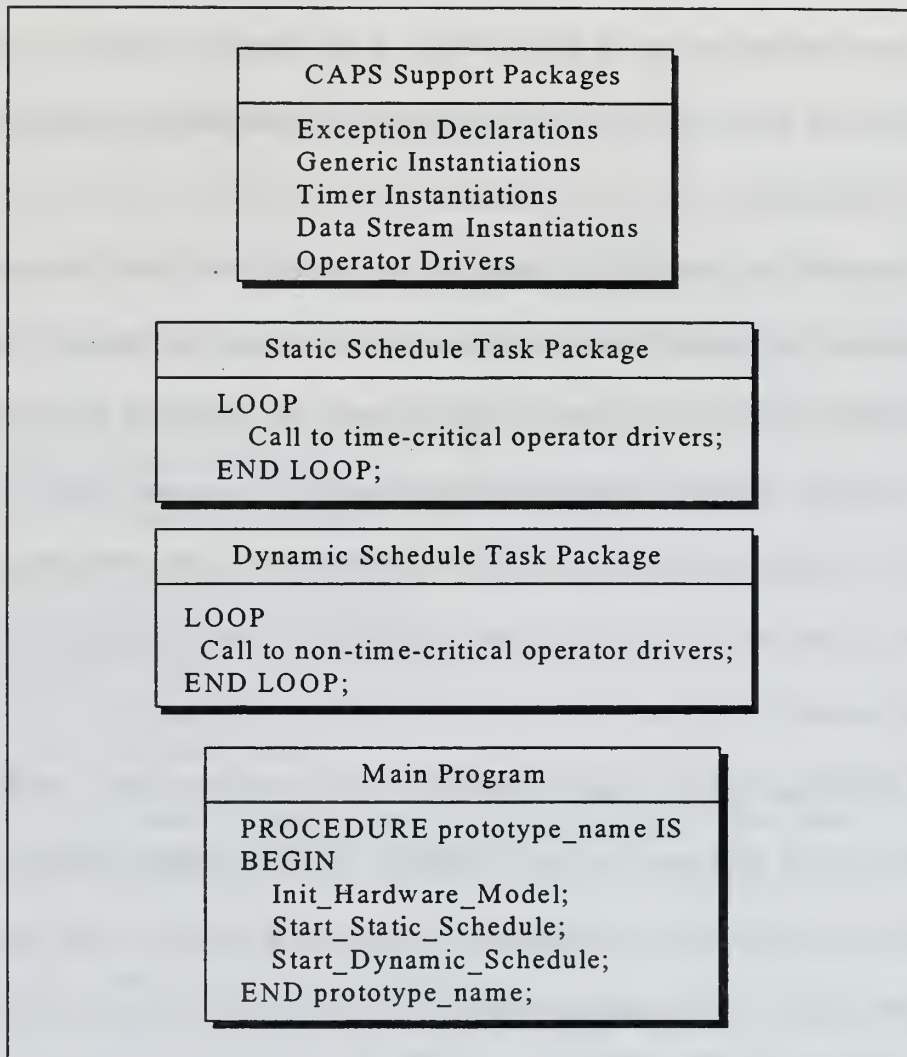 CAPS Support Packages
Exception Declarations
Generic Instantiations
Timer Instantiations
Data Stream Instantiations
Operator Drivers
Static Schedule Task Package
LOOP
Call to time-critical operator drivers;
END LOOP;
Dynamic Schedule Task Package
LOOP
Call to non-time-critical operator drivers;
END LOOP;
Main Program
PROCEDURE prototype_name IS
BEGIN
Init_Hardware_Model;
Start_Static_Schedule;
Start_Dynamic_Schedule;
END prototype_name;